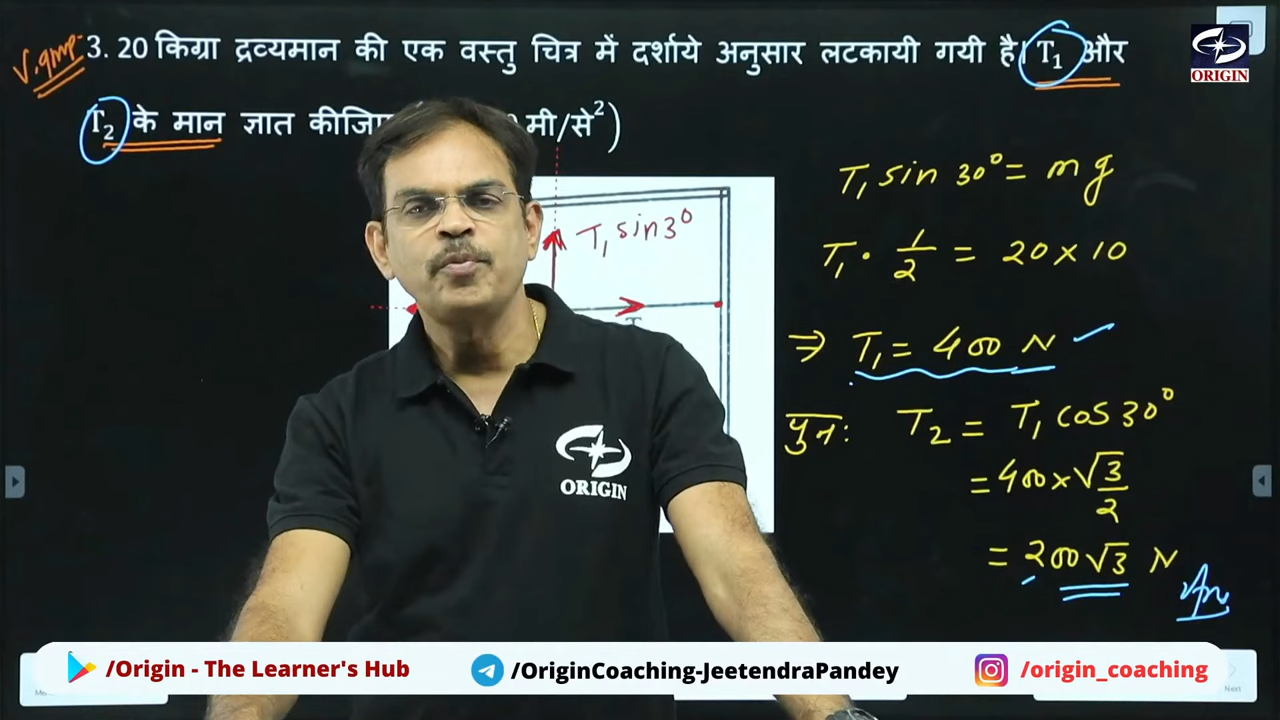 V. Imp. 3. 20 किग्रा द्रव्यमान की एक वस्तु चित्र में दर्शाये अनुसार लटकायी गयी है। T₁ और
T₂ के मान ज्ञात कीजिए मी/से²)
ORIGIN
T₁ sin 30° = mg
T₁ sin3⁰
T₁ · 1/2 = 20 × 10
⇒ T₁ = 400 N
पुनः T₂ = T₁ cos 30°
= 400 × √3/2
= 200√3 N
Ans
ORIGIN
/Origin - The Learner's Hub
/OriginCoaching-JeetendraPandey
/origin_coaching
Next